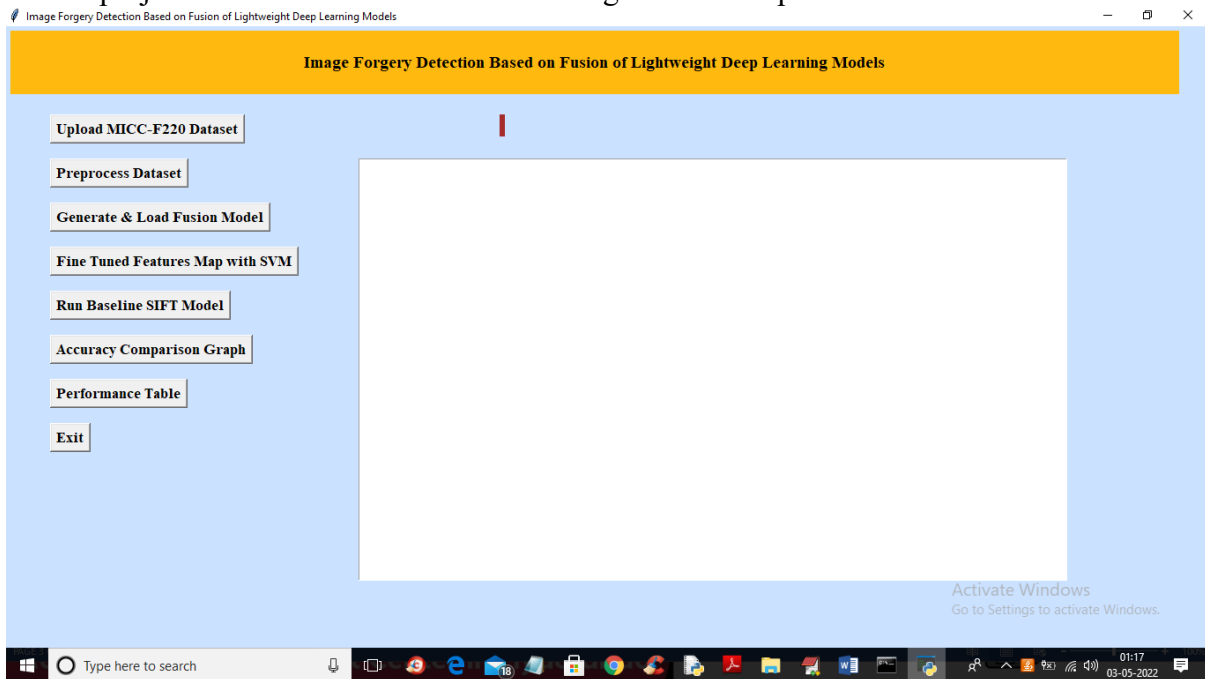 Image Forgery Detection Based on Fusion of Lightweight Deep Learning Models
Image Forgery Detection Based on Fusion of Lightweight Deep Learning Models
Upload MICC-F220 Dataset
Preprocess Dataset
Generate & Load Fusion Model
Fine Tuned Features Map with SVM
Run Baseline SIFT Model
Accuracy Comparison Graph
Performance Table
Exit
Activate Windows
Go to Settings to activate Windows.
Type here to search
18
01:17
03-05-2022